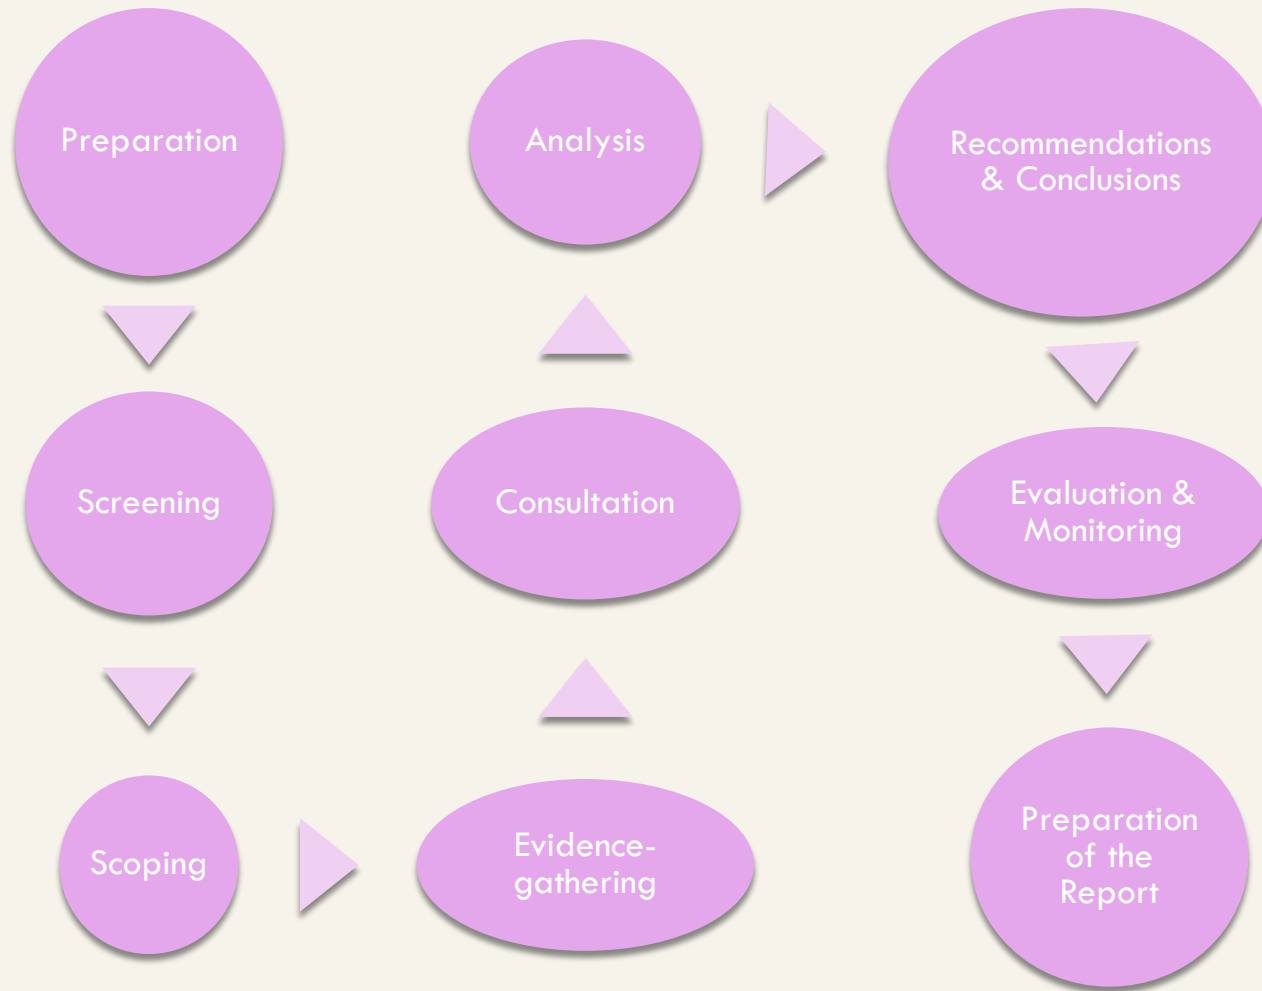 Preparation
Screening
Scoping
Evidence-
gathering
Consultation
Analysis
Recommendations
& Conclusions
Evaluation &
Monitoring
Preparation
of the
Report